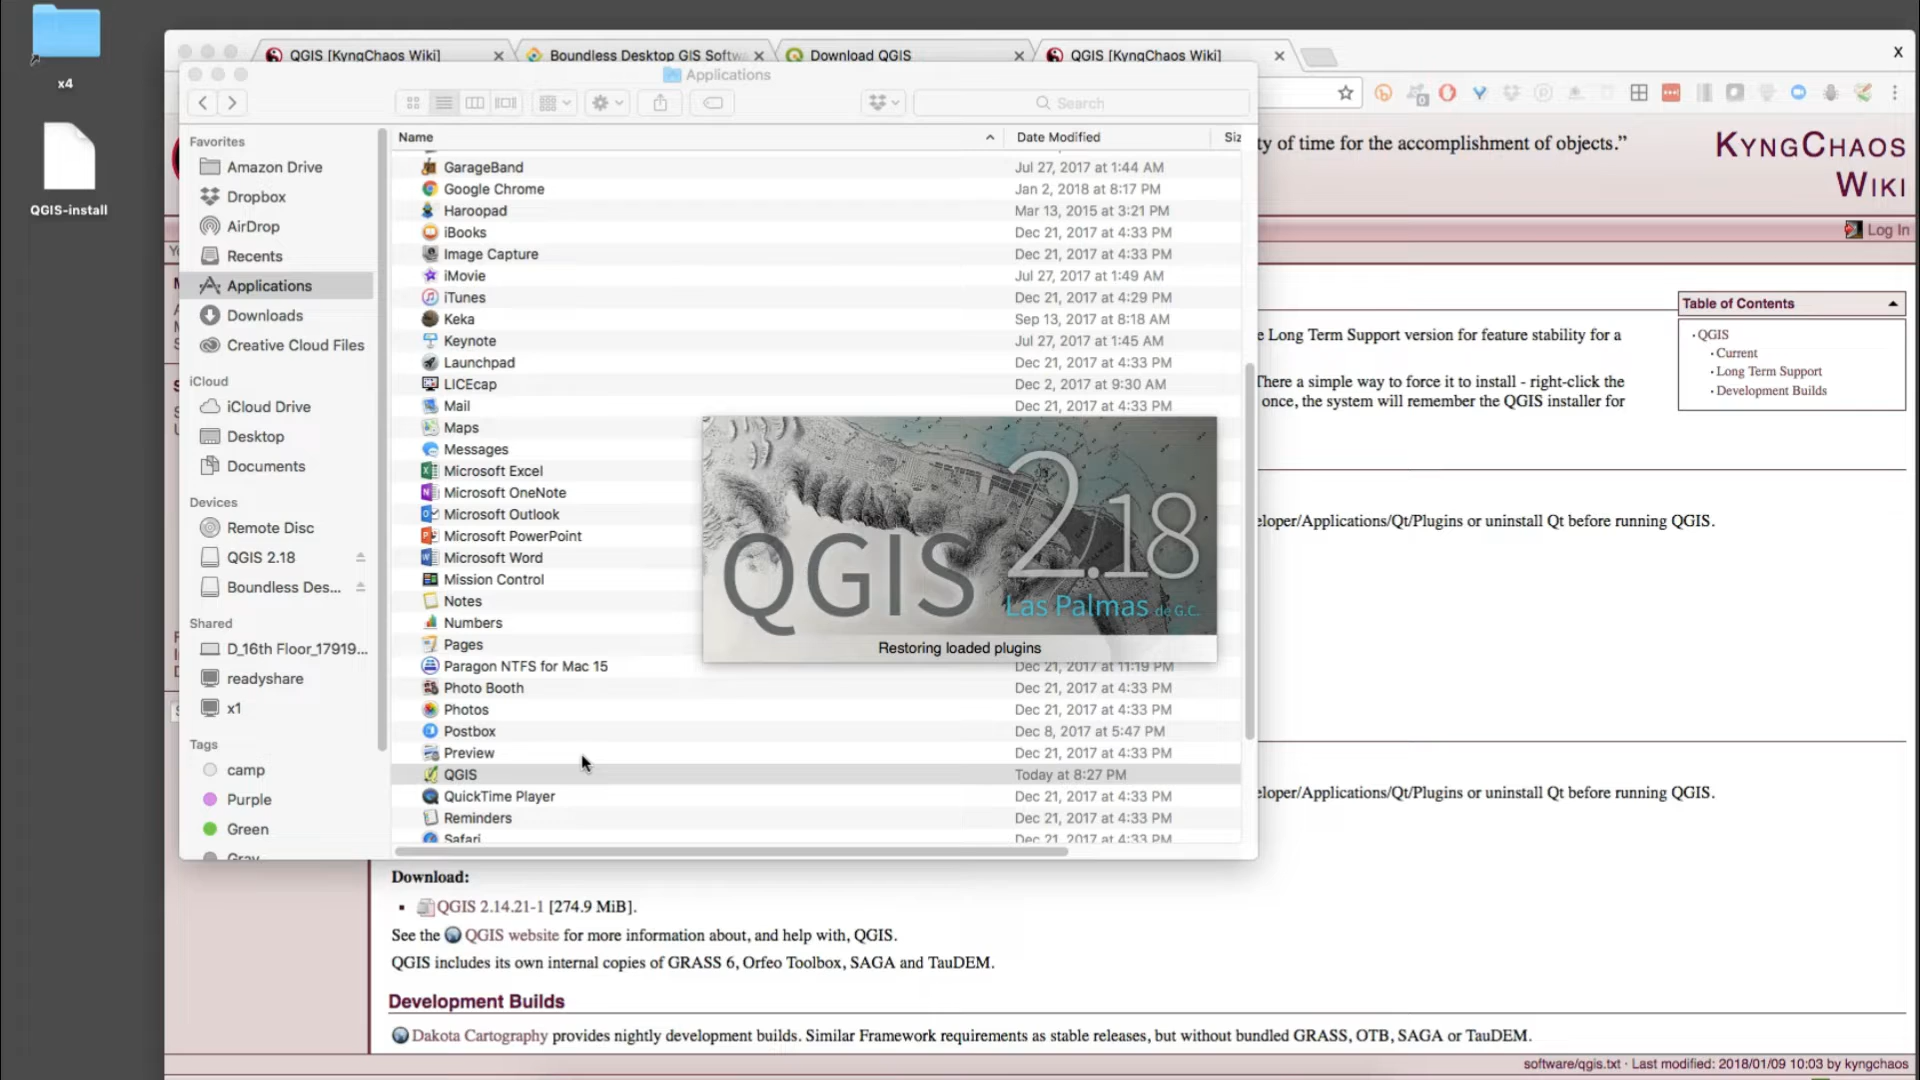 x4
QGIS-install
QGIS [KyngChaos Wiki]
Boundless Desktop GIS Softw
Download QGIS
QGIS [KyngChaos Wiki]
X
Applications
Search
Name
Date Modified
Siz
Favorites
Amazon Drive
Dropbox
AirDrop
Recents
Applications
Downloads
Creative Cloud Files
iCloud
iCloud Drive
Desktop
Documents
Devices
Remote Disc
QGIS 2.18
Boundless Des...
Shared
D_16th Floor_17919...
readyshare
x1
Tags
camp
Purple
Green
Gray
GarageBand Jul 27, 2017 at 1:44 AM
Google Chrome Jan 2, 2018 at 8:17 PM
Haroopad Mar 13, 2015 at 3:21 PM
iBooks Dec 21, 2017 at 4:33 PM
Image Capture Dec 21, 2017 at 4:33 PM
iMovie Jul 27, 2017 at 1:49 AM
iTunes Dec 21, 2017 at 4:29 PM
Keka Sep 13, 2017 at 8:18 AM
Keynote Jul 27, 2017 at 1:45 AM
Launchpad Dec 21, 2017 at 4:33 PM
LICEcap Dec 2, 2017 at 9:30 AM
Mail Dec 21, 2017 at 4:33 PM
Maps
Messages
Microsoft Excel
Microsoft OneNote
Microsoft Outlook
Microsoft PowerPoint
Microsoft Word
Mission Control
Notes
Numbers
Pages
Paragon NTFS for Mac 15 Dec 21, 2017 at 11:19 PM
Photo Booth Dec 21, 2017 at 4:33 PM
Photos Dec 21, 2017 at 4:33 PM
Postbox Dec 8, 2017 at 5:47 PM
Preview Dec 21, 2017 at 4:33 PM
QGIS Today at 8:27 PM
QuickTime Player Dec 21, 2017 at 4:33 PM
Reminders Dec 21, 2017 at 4:33 PM
Safari Dec 21, 2017 at 4:33 PM
QGIS 2.18
Las Palmas de G.C.
Restoring loaded plugins
ty of time for the accomplishment of objects.”
KyngChaos
Wiki
Log In
Table of Contents
QGIS
Current
Long Term Support
Development Builds
e Long Term Support version for feature stability for a
There a simple way to force it to install - right-click the
once, the system will remember the QGIS installer for
eloper/Applications/Qt/Plugins or uninstall Qt before running QGIS.
eloper/Applications/Qt/Plugins or uninstall Qt before running QGIS.
Download:
QGIS 2.14.21-1 [274.9 MiB].
See the QGIS website for more information about, and help with, QGIS.
QGIS includes its own internal copies of GRASS 6, Orfeo Toolbox, SAGA and TauDEM.
Development Builds
Dakota Cartography provides nightly development builds. Similar Framework requirements as stable releases, but without bundled GRASS, OTB, SAGA or TauDEM.
software/qgis.txt · Last modified: 2018/01/09 10:03 by kyngchaos